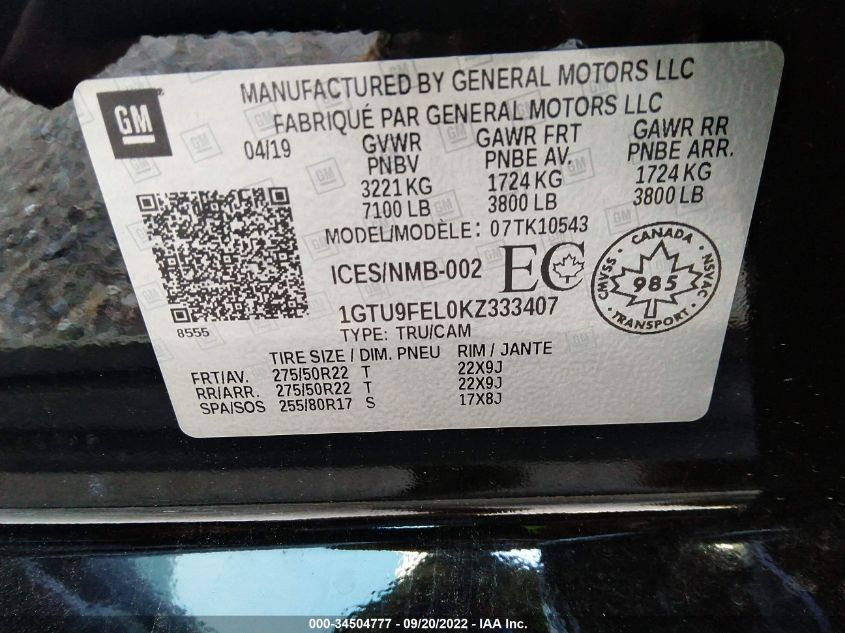 GM
MANUFACTURED BY GENERAL MOTORS LLC
FABRIQUÉ PAR GENERAL MOTORS LLC
04/19
GVWR GAWR FRT GAWR RR
PNBV PNBE AV. PNBE ARR.
3221 KG 1724 KG 1724 KG
7100 LB 3800 LB 3800 LB
MODEL/MODÈLE: 07TK10543
ICES/NMB-002 EC
CANADA
CMVSS 985 NSVAC
TRANSPORT
8555
1GTU9FEL0KZ333407
TYPE: TRU/CAM
TIRE SIZE / DIM. PNEU RIM / JANTE
FRT/AV. 275/50R22 T 22X9J
RR/ARR. 275/50R22 T 22X9J
SPA/SOS 255/80R17 S 17X8J
000-34504777 - 09/20/2022 - IAA Inc.